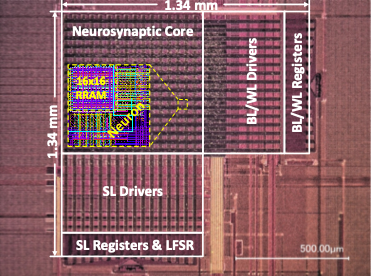 1.34 mm
Neurosynaptic Core
16x16
RRAM
Neuron
BL/WL Drivers
BL/WL Registers
1.34 mm
SL Drivers
SL Registers & LFSR
500.00μm